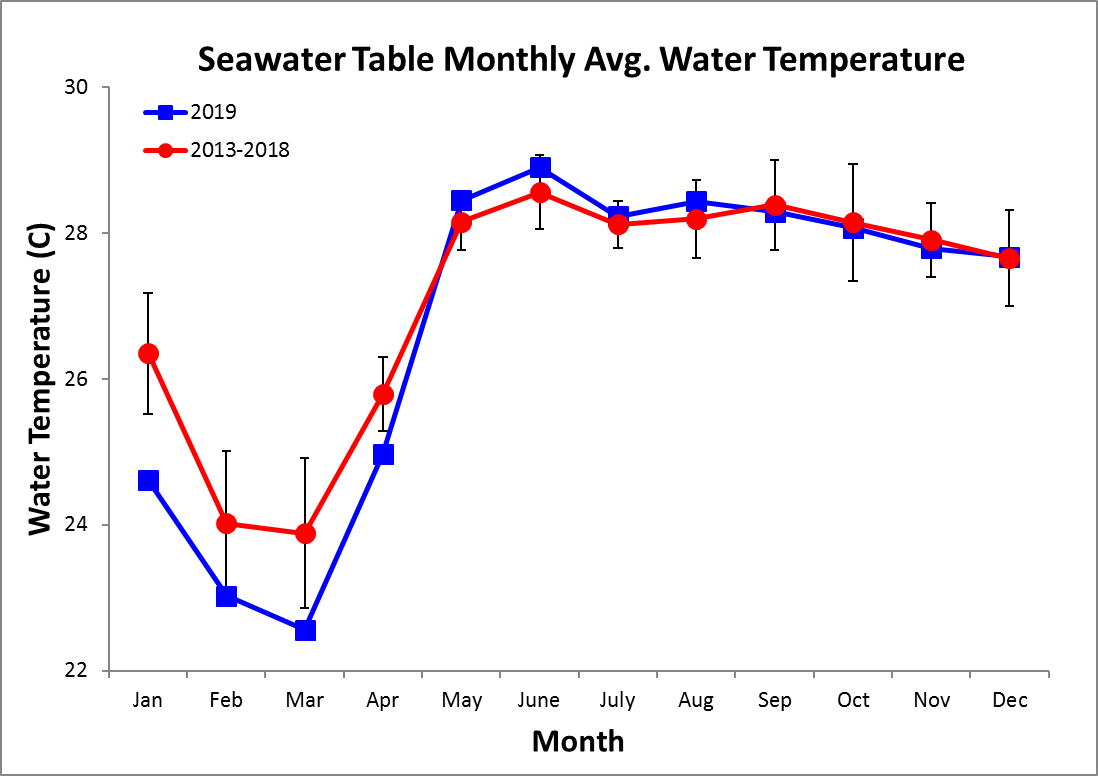 Seawater Table Monthly Avg. Water Temperature
30
2019
2013-2018
28
26
24
22
Water Temperature (C)
Jan Feb Mar Apr May June July Aug Sep Oct Nov Dec
Month